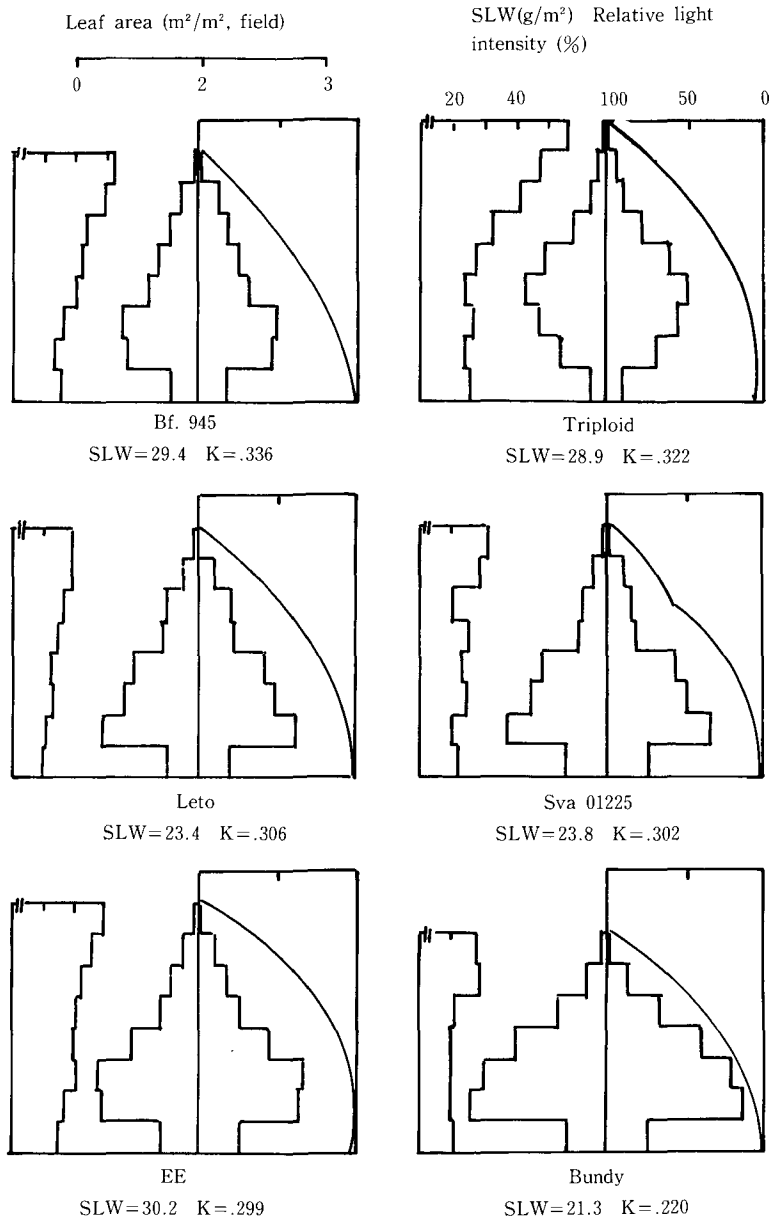 Leaf area (m²/m², field)
0 2 3
SLW(g/m²) Relative light
intensity (%)
20 40 100 50 0
Bf. 945
SLW=29.4 K=.336
Triploid
SLW=28.9 K=.322
Leto
SLW=23.4 K=.306
Sva 01225
SLW=23.8 K=.302
EE
SLW=30.2 K=.299
Bundy
SLW=21.3 K=.220